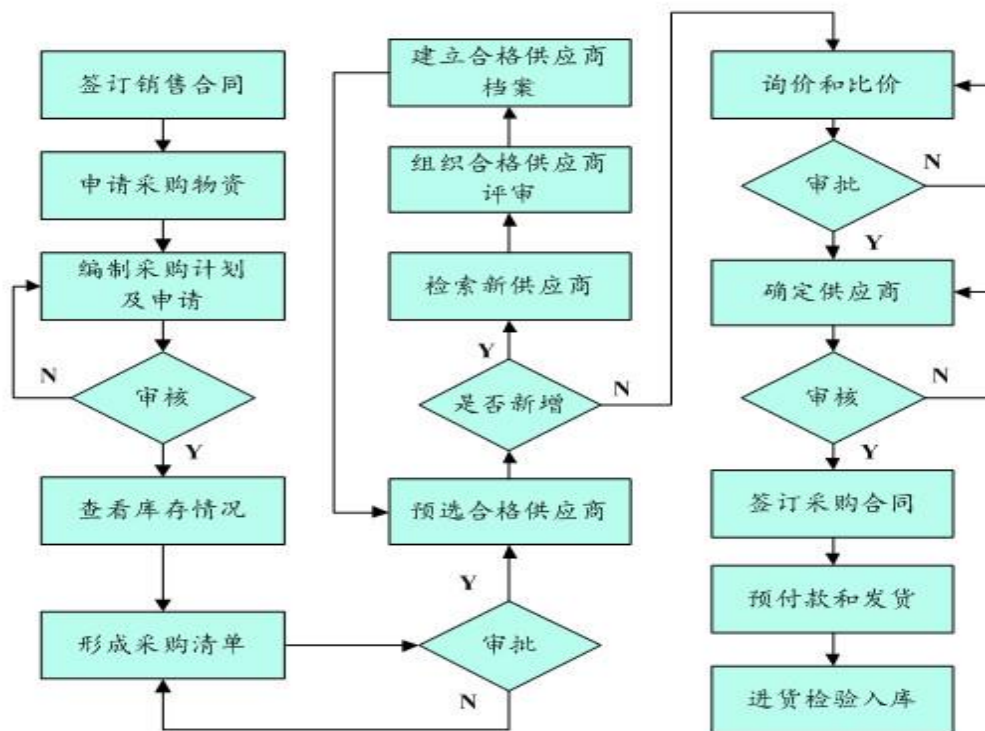 签订销售合同
申请采购物资
编制采购计划
及申请
N
审核
Y
查看库存情况
形成采购清单
建立合格供应商
档案
组织合格供应商
评审
检索新供应商
Y
是否新增
N
预选合格供应商
Y
审批
N
询价和比价
N
审批
Y
确定供应商
N
审核
Y
签订采购合同
预付款和发货
进货检验入库